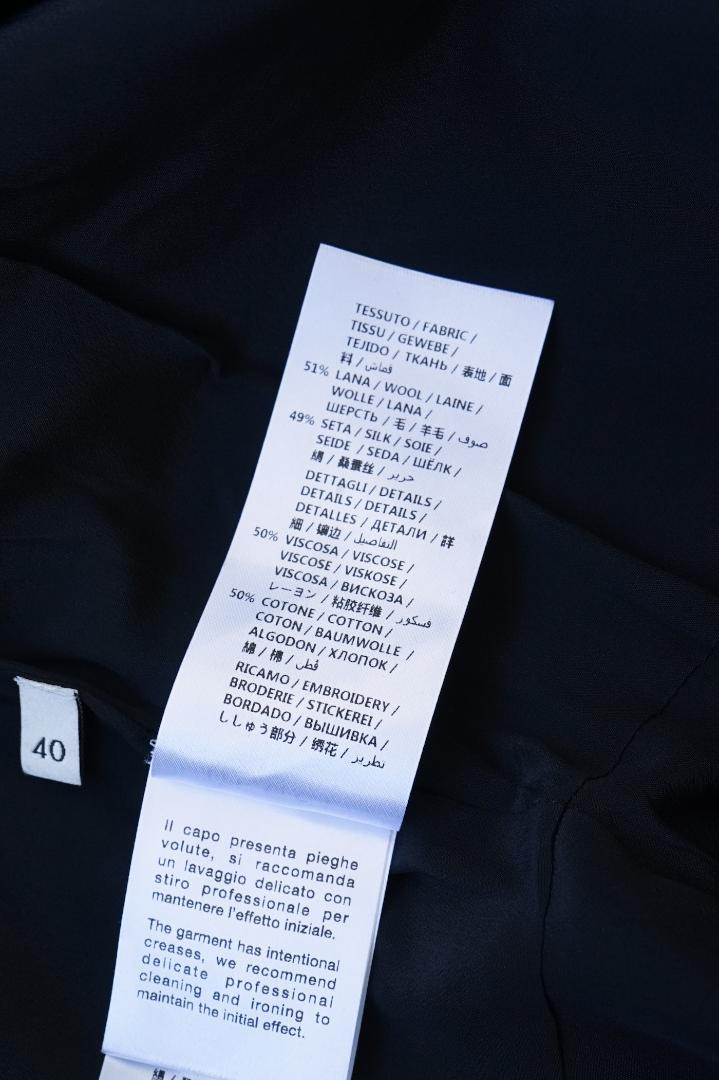 TESSUTO / FABRIC /
TISSU / GEWEBE /
TEJIDO / ТКАНЬ / 表地 / 面
料 / قماش
51% LANA / WOOL / LAINE /
WOLLE / LANA /
ШЕРСТЬ / 毛 / 羊毛 / صوف
49% SETA / SILK / SOIE /
SEIDE / SEDA / ШЁЛК /
絹 / 桑蚕丝 / حرير
DETTAGLI / DETAILS /
DETAILS / DETAILS /
DETALLES / ДЕТАЛИ / 詳
細 / 镶边 / التفاصيل
50% VISCOSA / VISCOSE /
VISCOSE / VISKOSE /
VISCOSA / ВИСКОЗА /
レーヨン / 粘胶纤维 / فسكور
50% COTONE / COTTON /
COTON / BAUMWOLLE /
ALGODON / ХЛОПОК /
綿 / 棉 / قطن
RICAMO / EMBROIDERY /
BRODERIE / STICKEREI /
BORDADO / ВЫШИВКА /
ししゅう部分 / 绣花 / تطريز
40
Il capo presenta pieghe
volute, si raccomanda
un lavaggio delicato con
stiro professionale per
mantenere l'effetto iniziale.
The garment has intentional
creases, we recommend
delicate professional
cleaning and ironing to
maintain the initial effect.